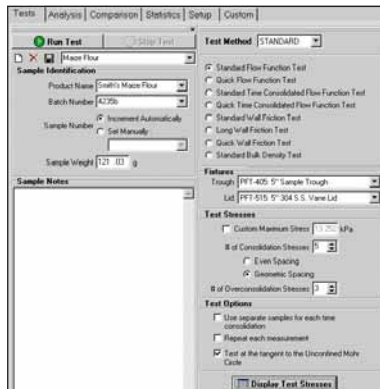 Tests Analysis Comparison Statistics Setup Custom
Run Test Stop Test
Maize Flour
Sample Identification
Product Name Smith's Maize Flour
Batch Number 4235b
Sample Number Increment Automatically
Set Manually
Sample Weight 121 .03 g
Sample Notes
Test Method STANDARD
Standard Flow Function Test
Quick Flow Function Test
Standard Time Consolidated Flow Function Test
Quick Time Consolidated Flow Function Test
Standard Wall Friction Test
Long Wall Friction Test
Quick Wall Friction Test
Standard Bulk Density Test
Fixtures
Trough PFT-405: 5" Sample Trough
Lid PFT-515: 5" 304 S.S. Vane Lid
Test Stresses
Custom Maximum Stress kPa
# of Consolidation Stresses 5
Even Spacing
Geometric Spacing
# of Overconsolidation Stresses 3
Test Options
Use separate samples for each time
consolidation
Repeat each measurement
Test at the tangent to the Unconfined Mohr
Circle
Display Test Stresses